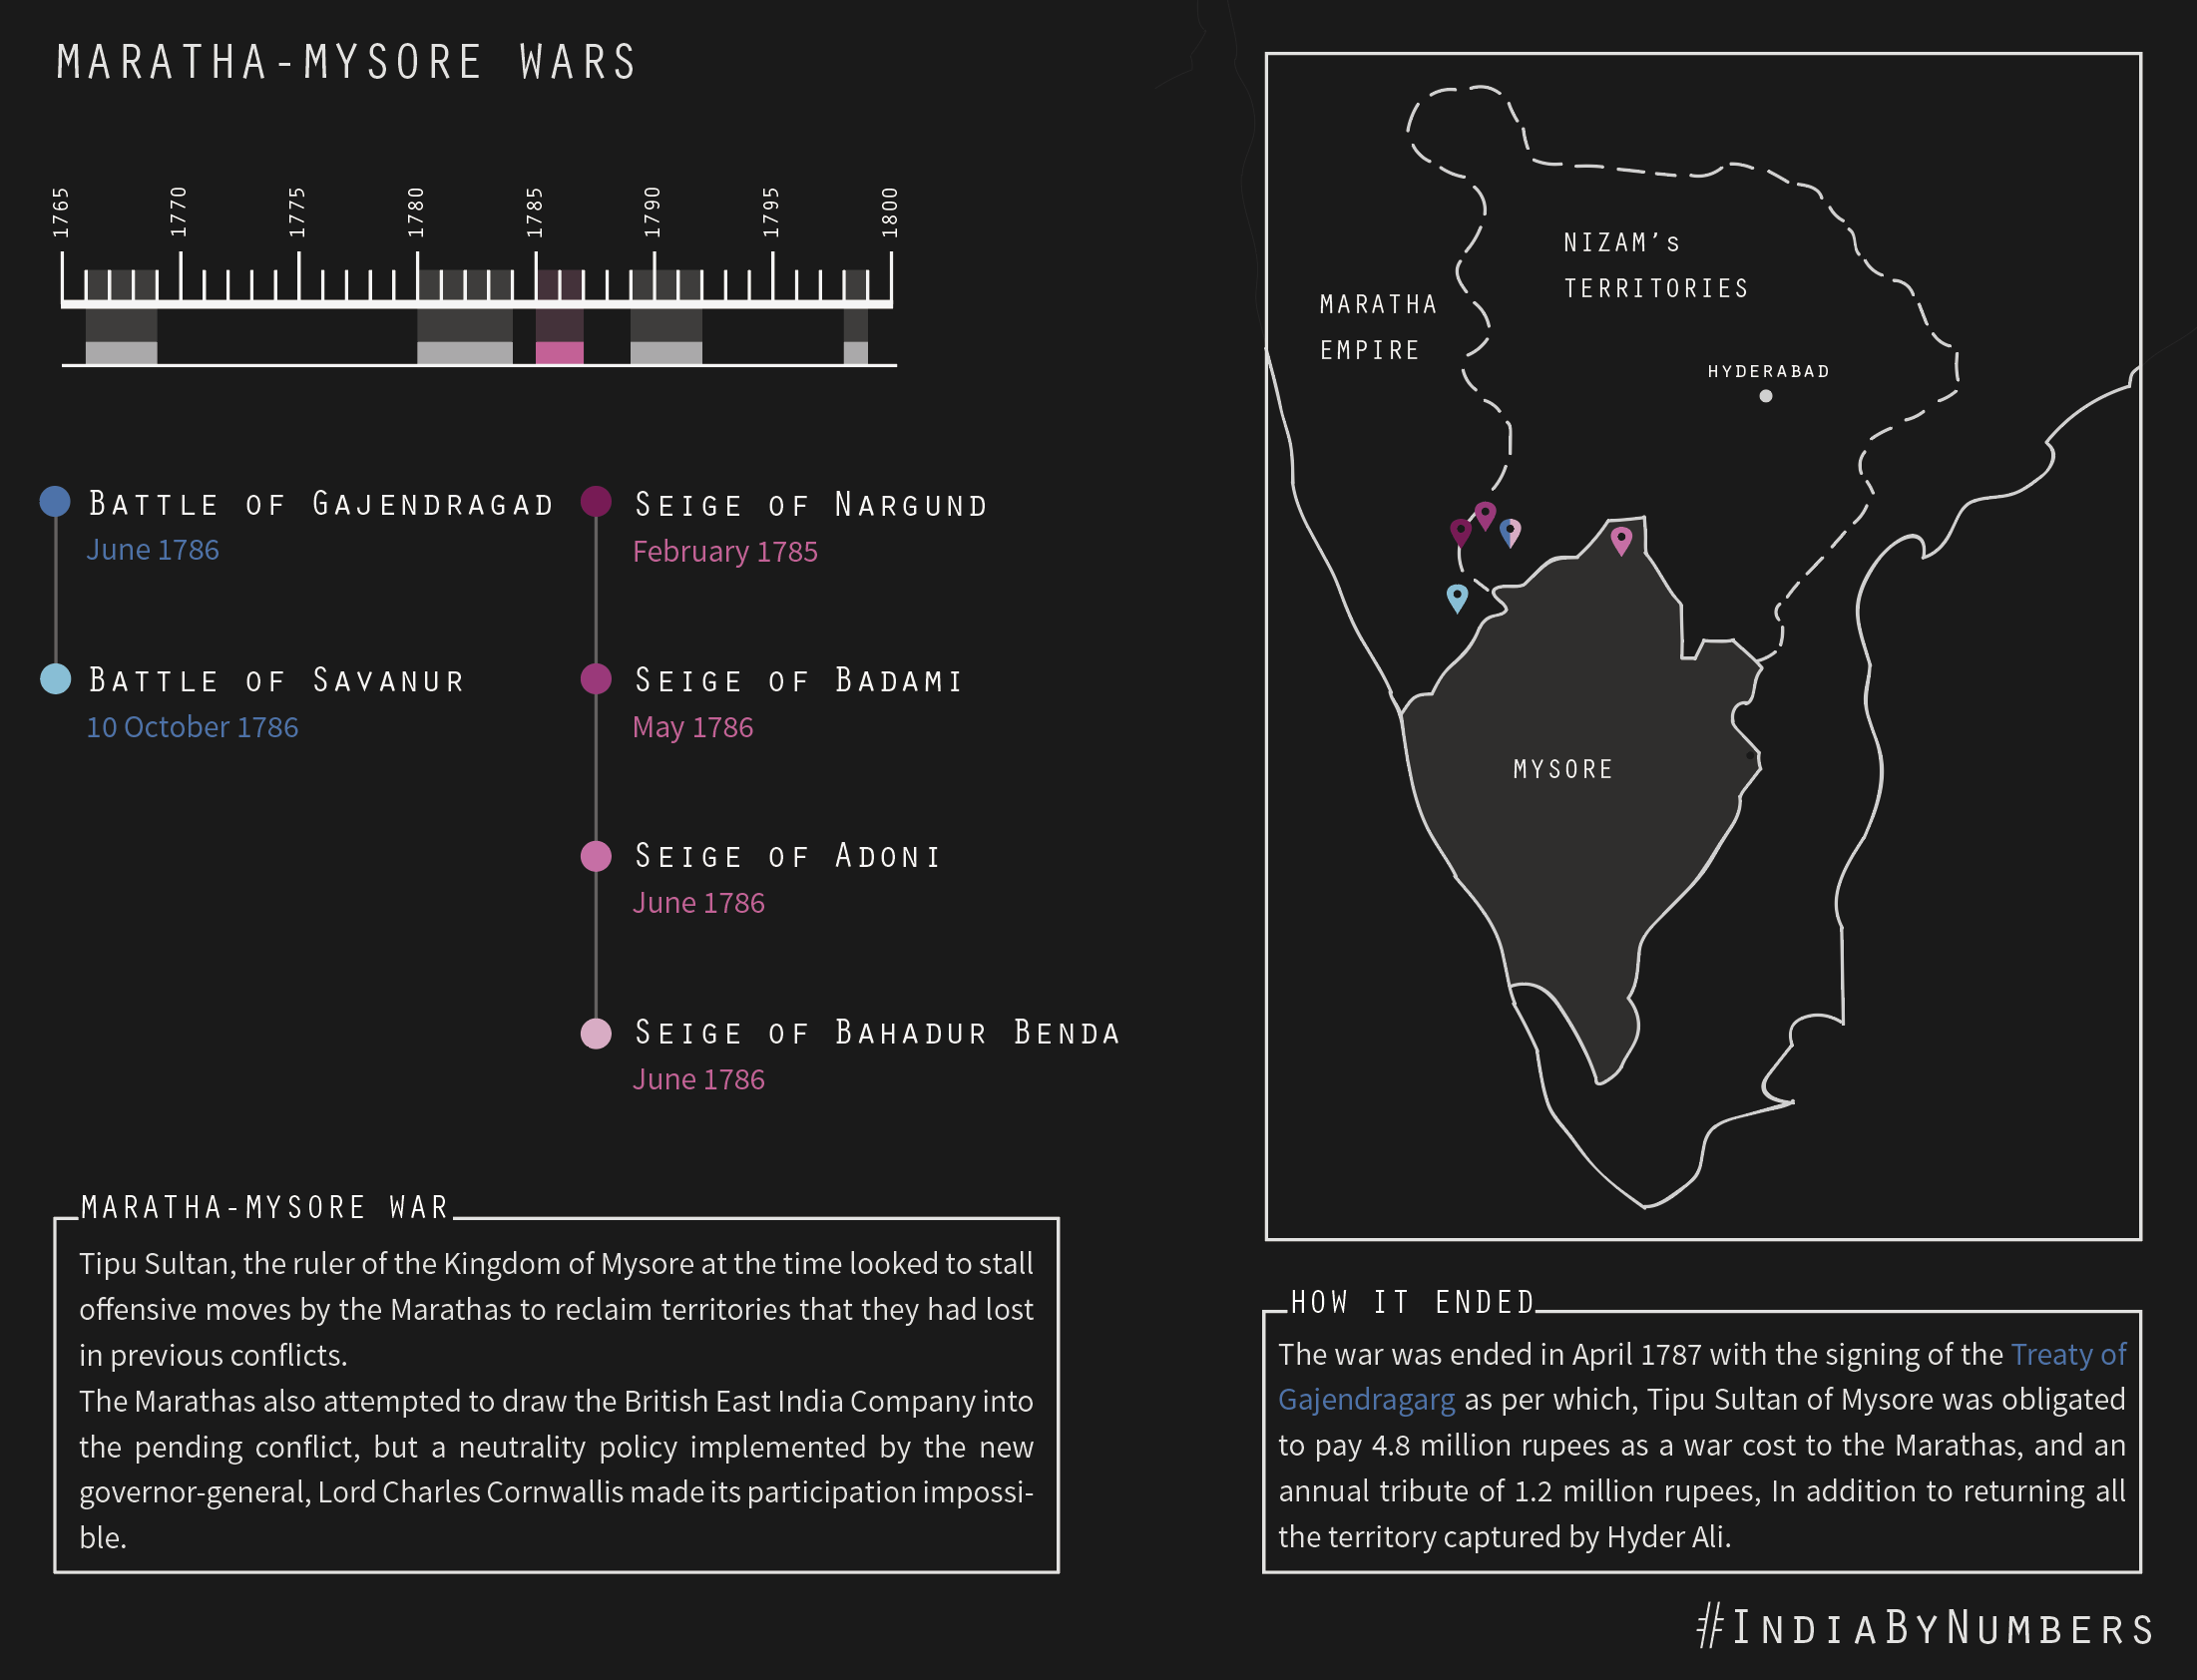 MARATHA-MYSORE WARS
1765
1770
1775
1780
1785
1790
1795
1800
BATTLE OF GAJENDRAGAD
June 1786
BATTLE OF SAVANUR
10 October 1786
SEIGE OF NARGUND
February 1785
SEIGE OF BADAMI
May 1786
SEIGE OF ADONI
June 1786
SEIGE OF BAHADUR BENDA
June 1786
MARATHA
EMPIRE
NIZAM's
TERRITORIES
HYDERABAD
MYSORE
MARATHA-MYSORE WAR
Tipu Sultan, the ruler of the Kingdom of Mysore at the time looked to stall
offensive moves by the Marathas to reclaim territories that they had lost
in previous conflicts.
The Marathas also attempted to draw the British East India Company into
the pending conflict, but a neutrality policy implemented by the new
governor-general, Lord Charles Cornwallis made its participation impossi-
ble.
HOW IT ENDED
The war was ended in April 1787 with the signing of the Treaty of
Gajendragarg as per which, Tipu Sultan of Mysore was obligated
to pay 4.8 million rupees as a war cost to the Marathas, and an
annual tribute of 1.2 million rupees, In addition to returning all
the territory captured by Hyder Ali.
#INDIABYNUMBERS